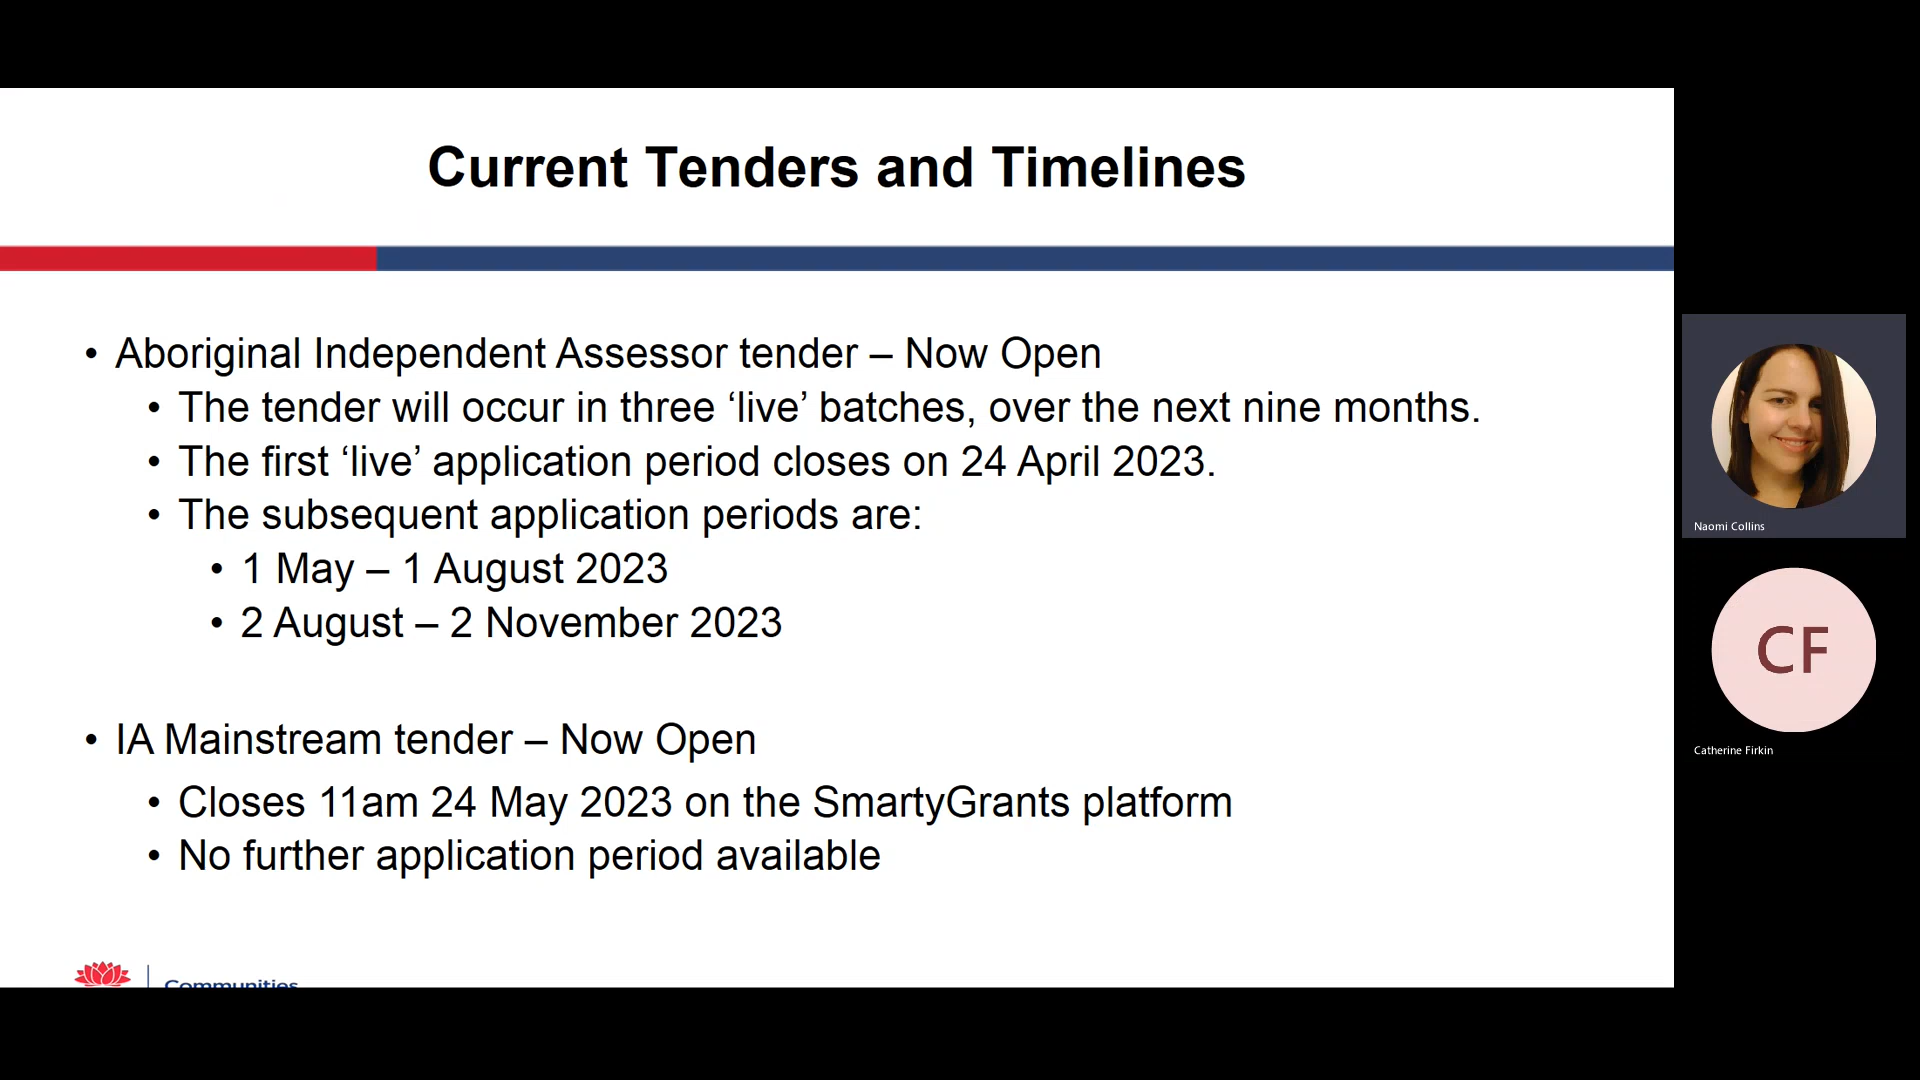 Current Tenders and Timelines
• Aboriginal Independent Assessor tender – Now Open
• The tender will occur in three ‘live’ batches, over the next nine months.
• The first ‘live’ application period closes on 24 April 2023.
• The subsequent application periods are:
• 1 May – 1 August 2023
• 2 August – 2 November 2023
• IA Mainstream tender – Now Open
• Closes 11am 24 May 2023 on the SmartyGrants platform
• No further application period available
Communities
Naomi Collins
CF
Catherine Firkin